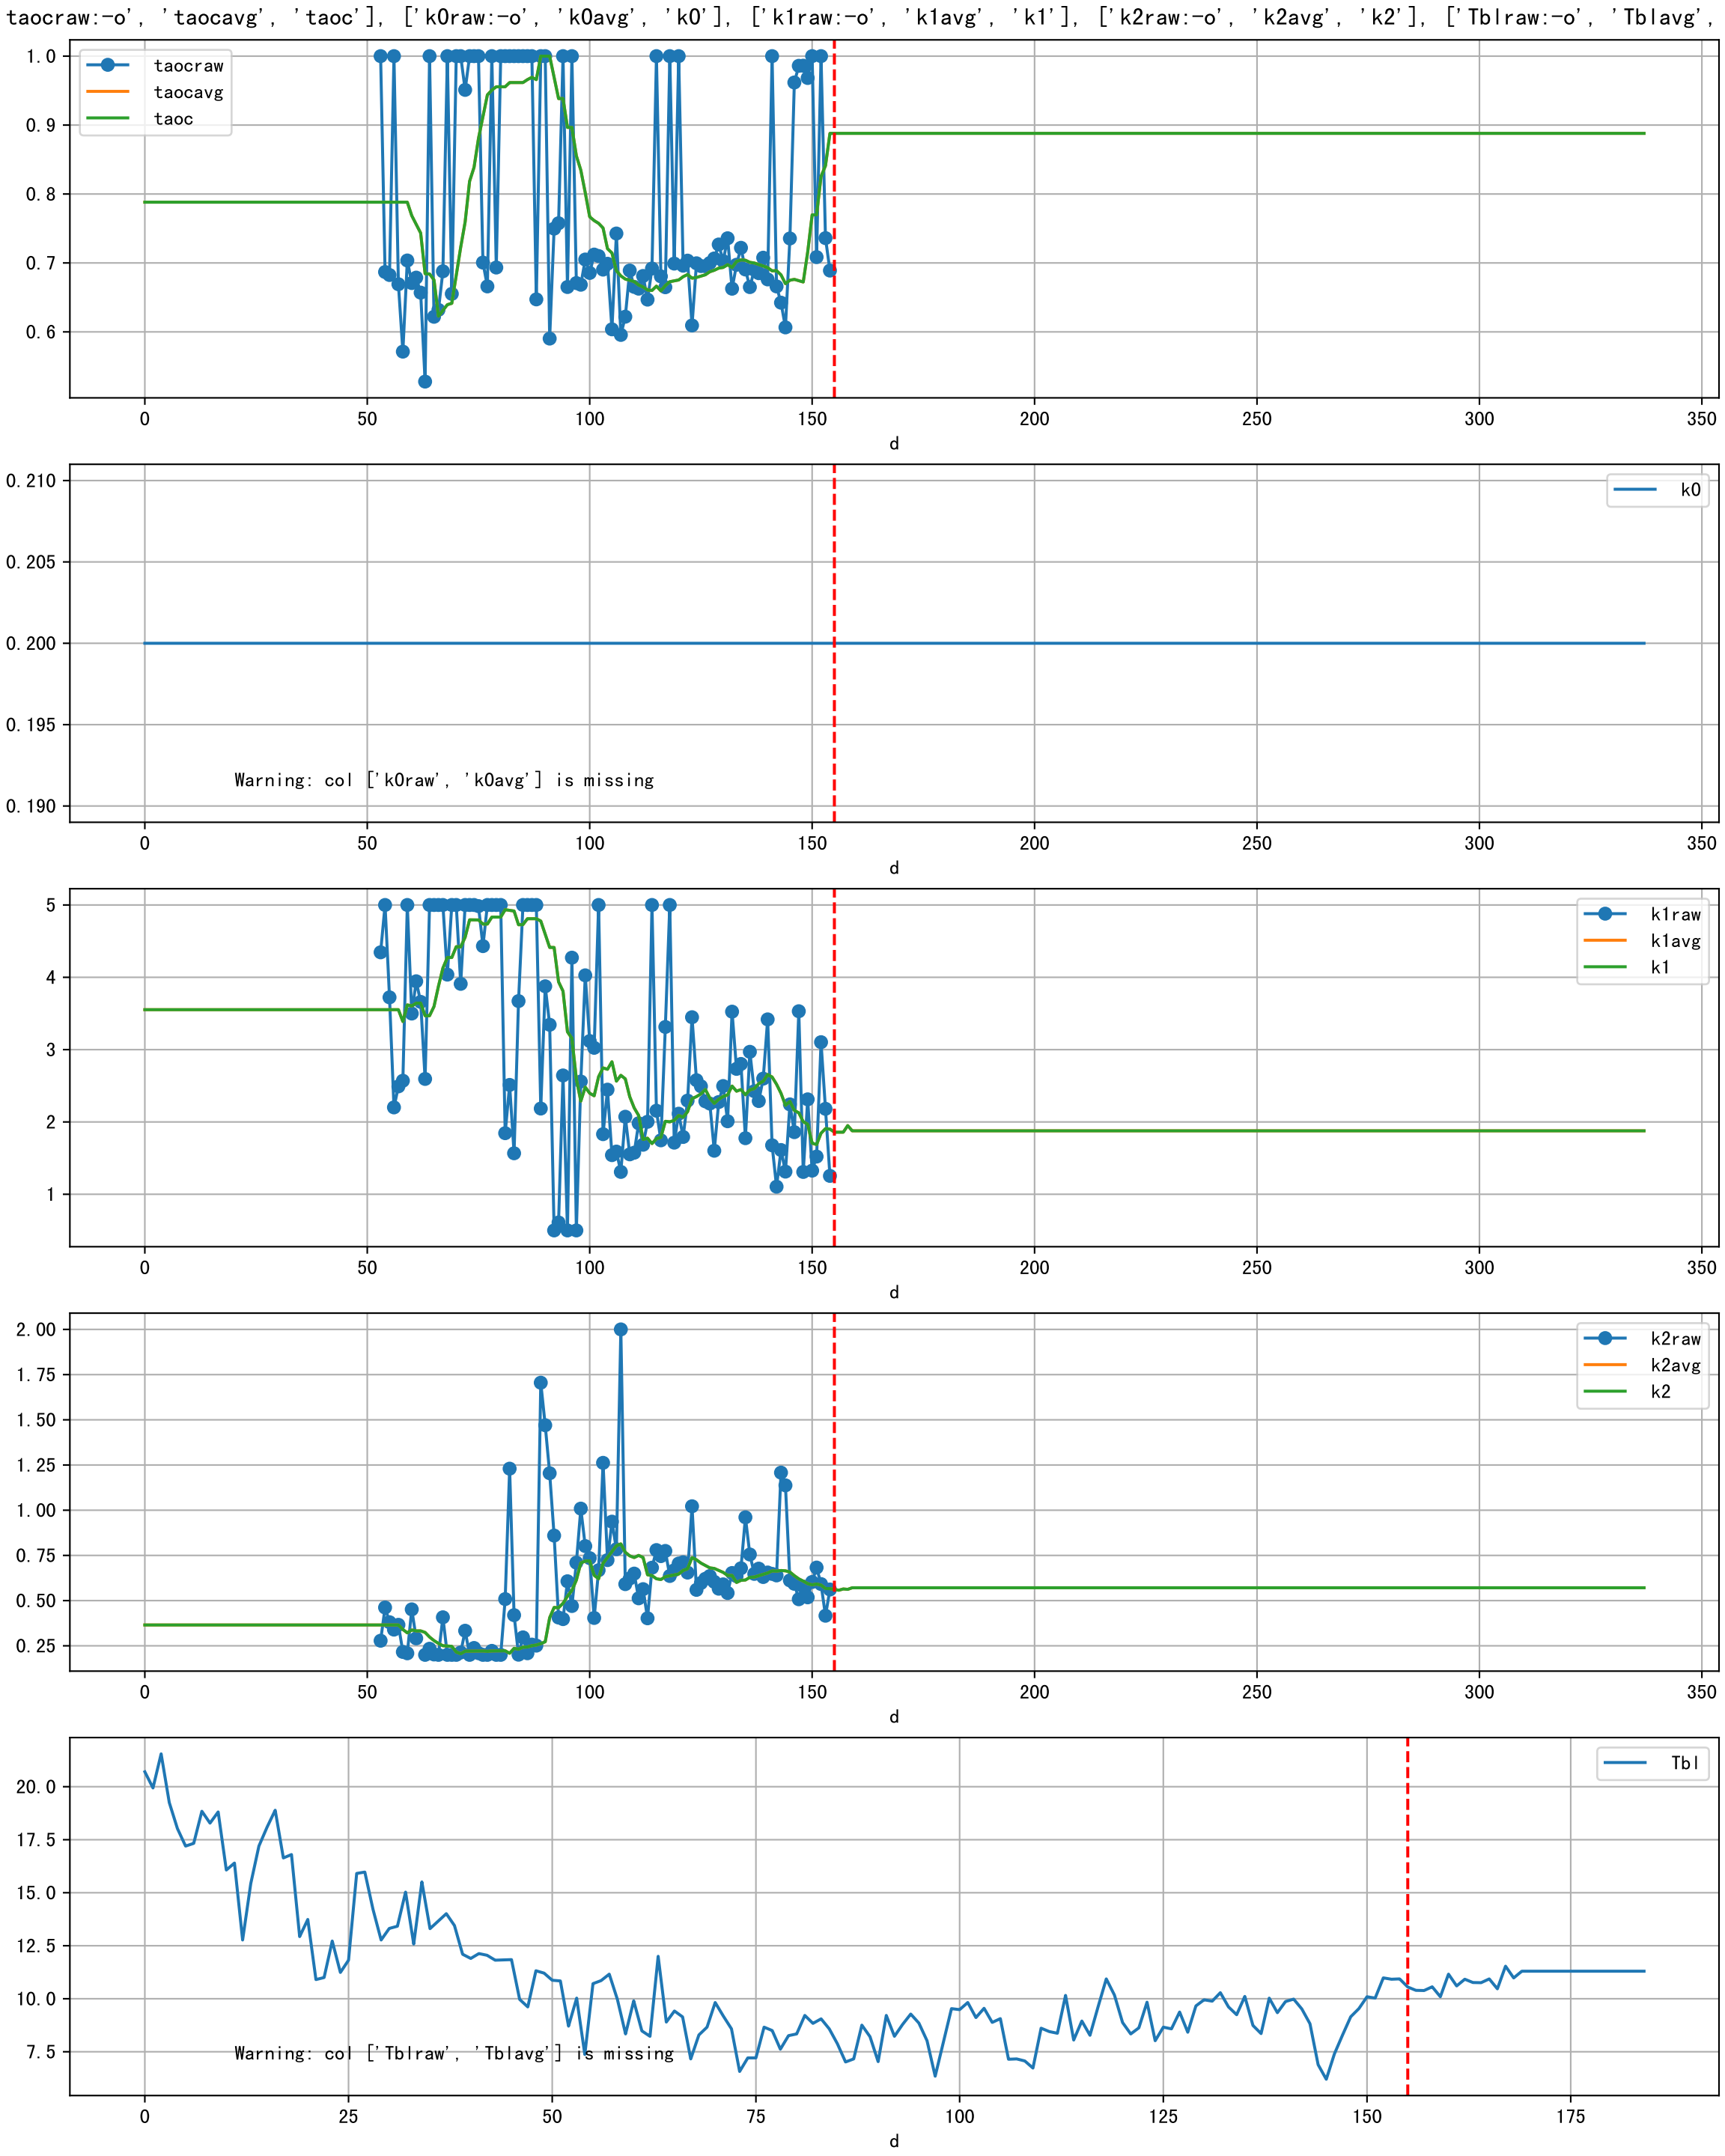 taocraw:-o', 'taocavg', 'taoc'], ['k0raw:-o', 'k0avg', 'k0'], ['k1raw:-o', 'k1avg', 'k1'], ['k2raw:-o', 'k2avg', 'k2'], ['Tblraw:-o', 'Tblavg',
taocraw
taocavg
taoc
1.0
0.9
0.8
0.7
0.6
0 50 100 150 200 250 300 350
d
k0
0.210
0.205
0.200
0.195
0.190
Warning: col ['k0raw', 'k0avg'] is missing
0 50 100 150 200 250 300 350
d
k1raw
k1avg
k1
5
4
3
2
1
0 50 100 150 200 250 300 350
d
k2raw
k2avg
k2
2.00
1.75
1.50
1.25
1.00
0.75
0.50
0.25
0 50 100 150 200 250 300 350
d
Tbl
20.0
17.5
15.0
12.5
10.0
7.5
Warning: col ['Tblraw', 'Tblavg'] is missing
0 25 50 75 100 125 150 175
d